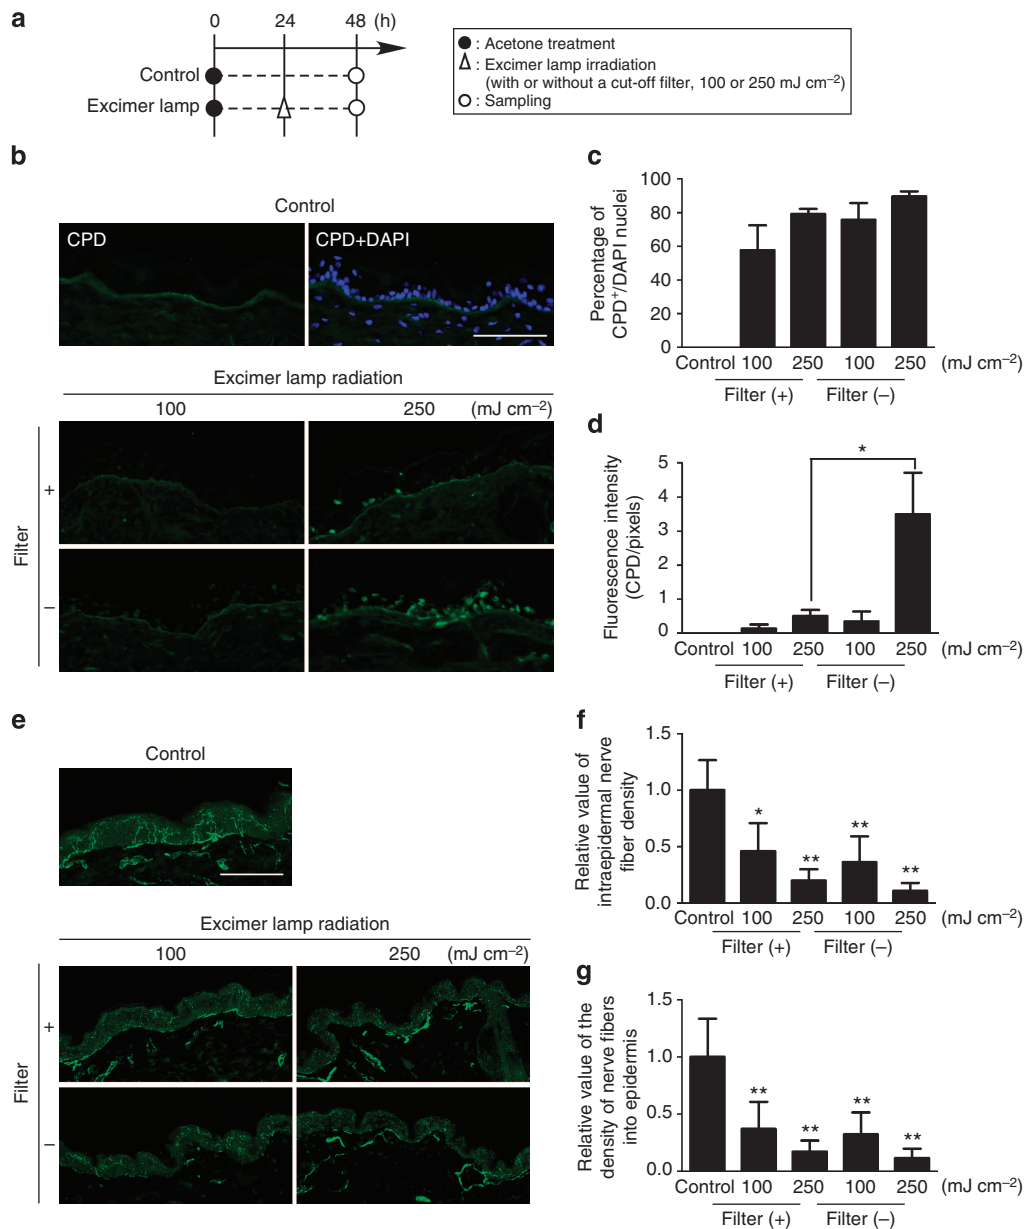 a
0 24 48 (h)
Control
Excimer lamp
: Acetone treatment
: Excimer lamp irradiation
(with or without a cut-off filter, 100 or 250 mJ cm–2)
: Sampling
b
Control
CPD
CPD+DAPI
Excimer lamp radiation
100 250 (mJ cm–2)
Filter
+
–
c
Percentage of
CPD+/DAPI nuclei
100
80
60
40
20
0
Control 100 250 100 250 (mJ cm–2)
Filter (+) Filter (–)
d
Fluorescence intensity
(CPD/pixels)
5
4
3
2
1
0
*
Control 100 250 100 250 (mJ cm–2)
Filter (+) Filter (–)
e
Control
Excimer lamp radiation
100 250 (mJ cm–2)
Filter
+
–
f
Relative value of
intraepidermal nerve
fiber density
1.5
1.0
0.5
0.0
* ** ** **
Control 100 250 100 250 (mJ cm–2)
Filter (+) Filter (–)
g
Relative value of the
density of nerve fibers
into epidermis
1.5
1.0
0.5
0.0
** ** ** **
Control 100 250 100 250 (mJ cm–2)
Filter (+) Filter (–)